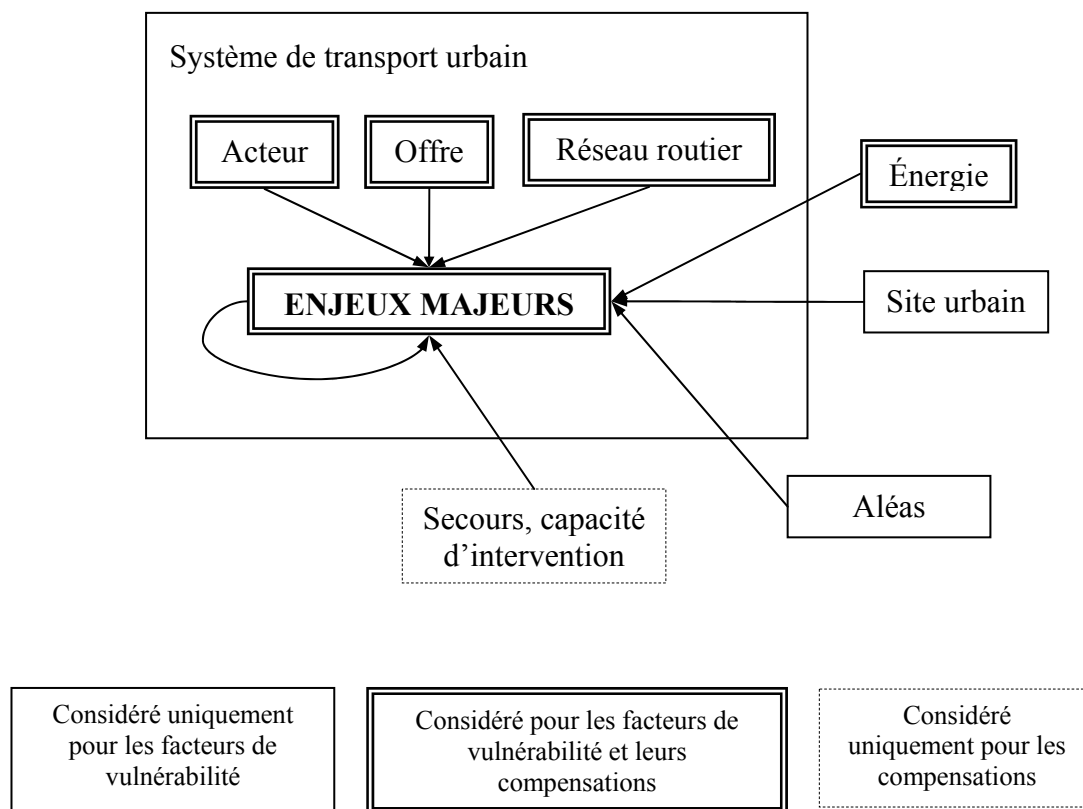 Système de transport urbain
Acteur
Offre
Réseau routier
Énergie
ENJEUX MAJEURS
Site urbain
Aléas
Secours, capacité
d’intervention
Considéré uniquement
pour les facteurs de
vulnérabilité
Considéré pour les facteurs de
vulnérabilité et leurs
compensations
Considéré
uniquement pour les
compensations